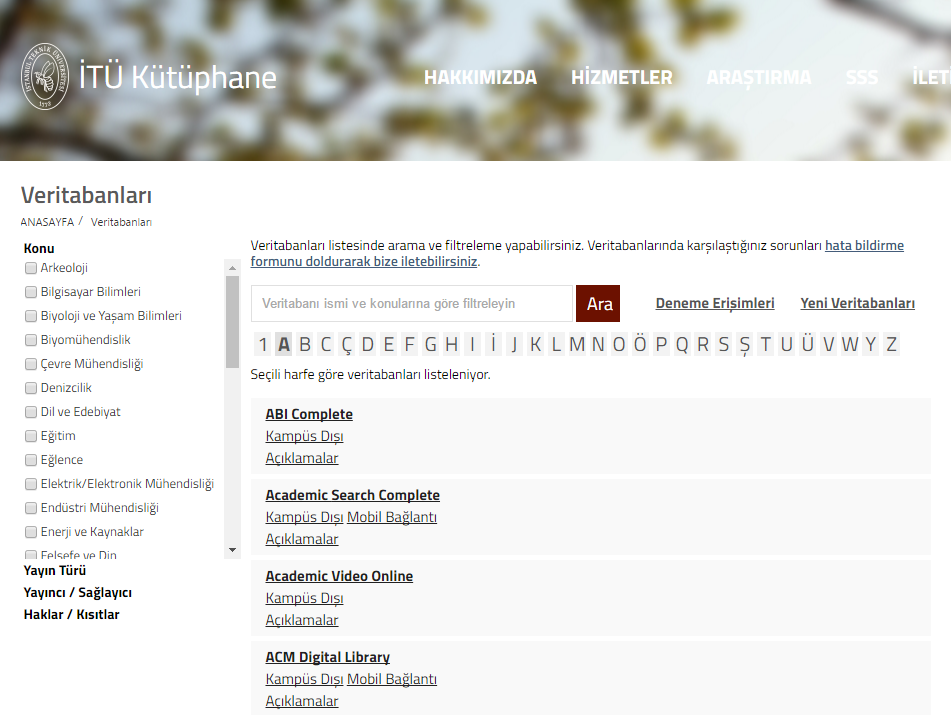 İTÜ Kütüphane
HAKKIMIZDA HİZMETLER ARAŞTIRMA SSS İLET
Veritabanları
ANASAYFA / Veritabanları
Konu
Arkeoloji
Bilgisayar Bilimleri
Biyoloji ve Yaşam Bilimleri
Biyomühendislik
Çevre Mühendisliği
Denizcilik
Dil ve Edebiyat
Eğitim
Eğlence
Elektrik/Elektronik Mühendisliği
Endüstri Mühendisliği
Enerji ve Kaynaklar
Felsefe ve Din
Yayın Türü
Yayıncı / Sağlayıcı
Haklar / Kısıtlar
Veritabanları listesinde arama ve filtreleme yapabilirsiniz. Veritabanlarında karşılaştığınız sorunları hata bildirme
formunu doldurarak bize iletebilirsiniz.
Veritabanı ismi ve konularına göre filtreleyin Ara Deneme Erişimleri Yeni Veritabanları
1 A B C Ç D E F G H I İ J K L M N O Ö P Q R S Ş T U Ü V W Y Z
Seçili harfe göre veritabanları listeleniyor.
ABI Complete
Kampüs Dışı
Açıklamalar
Academic Search Complete
Kampüs Dışı Mobil Bağlantı
Açıklamalar
Academic Video Online
Kampüs Dışı
Açıklamalar
ACM Digital Library
Kampüs Dışı Mobil Bağlantı
Açıklamalar